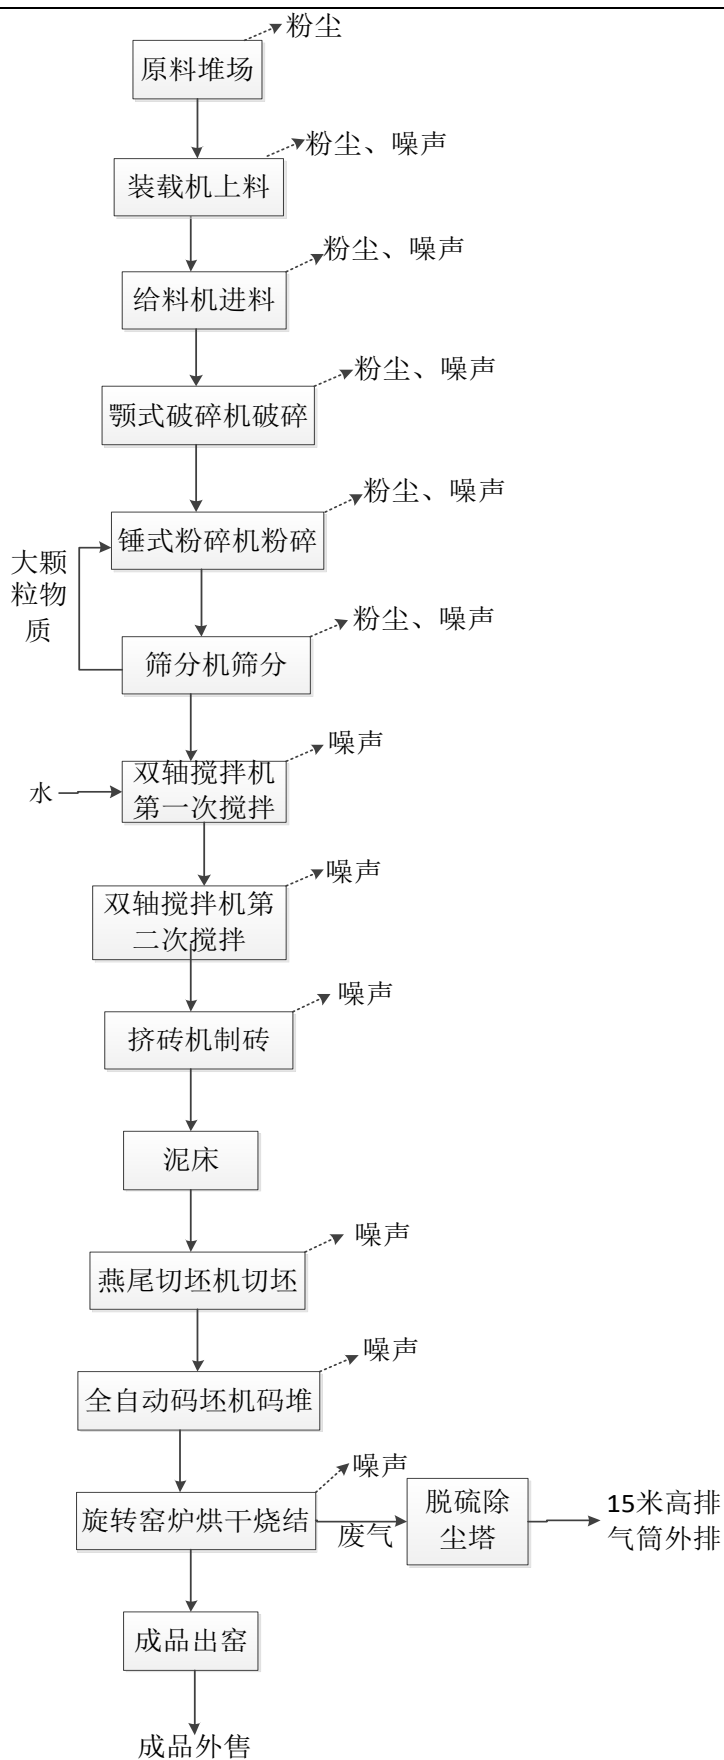 粉尘
原料堆场
粉尘、噪声
装载机上料
粉尘、噪声
给料机进料
粉尘、噪声
颚式破碎机破碎
粉尘、噪声
锤式粉碎机粉碎
大颗
粒物
质
粉尘、噪声
筛分机筛分
噪声
双轴搅拌机
第一次搅拌
水
噪声
双轴搅拌机第
二次搅拌
噪声
挤砖机制砖
泥床
噪声
燕尾切坯机切坯
噪声
全自动码坯机码堆
噪声
旋转窑炉烘干烧结
废气
脱硫除
尘塔
15米高排
气筒外排
成品出窑
成品外售